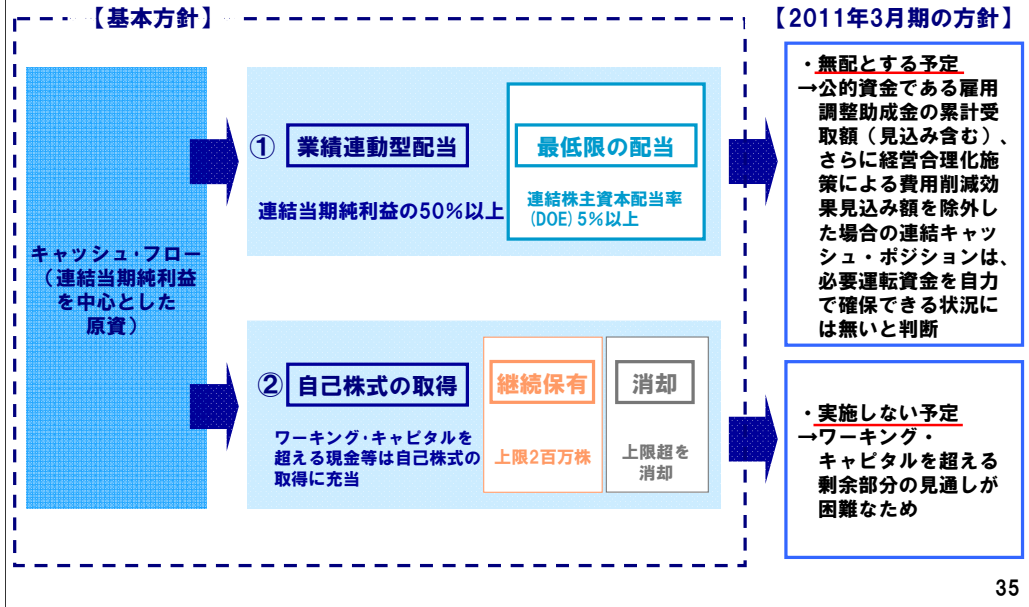 【基本方針】
【2011年3月期の方針】
キャッシュ・フロー
（連結当期純利益
を中心とした
原資）
① 業績連動型配当
連結当期純利益の50％以上
最低限の配当
連結株主資本配当率
(DOE)5％以上
② 自己株式の取得
ワーキング・キャピタルを
超える現金等は自己株式の
取得に充当
継続保有
上限2百万株
消却
上限超を
消却
・無配とする予定
→公的資金である雇用
調整助成金の累計受
取額（見込み含む）、
さらに経営合理化施
策による費用削減効
果見込み額を除外し
た場合の連結キャッ
シュ・ポジションは、
必要運転資金を自力
で確保できる状況に
は無いと判断
・実施しない予定
→ワーキング・
キャピタルを超える
剰余部分の見通しが
困難なため
35